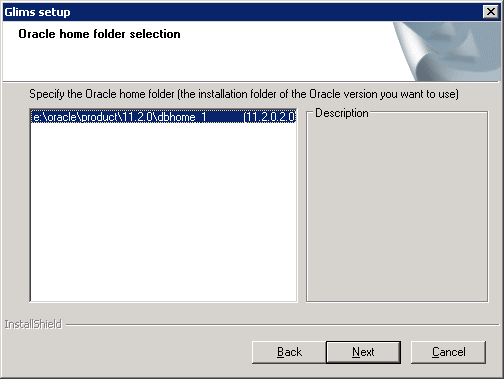 Glims setup
Oracle home folder selection
Specify the Oracle home folder (the installation folder of the Oracle version you want to use)
e:\oracle\product\11.2.0\dbhome_1 (11.2.0.2.0
Description
InstallShield
Back
Next
Cancel